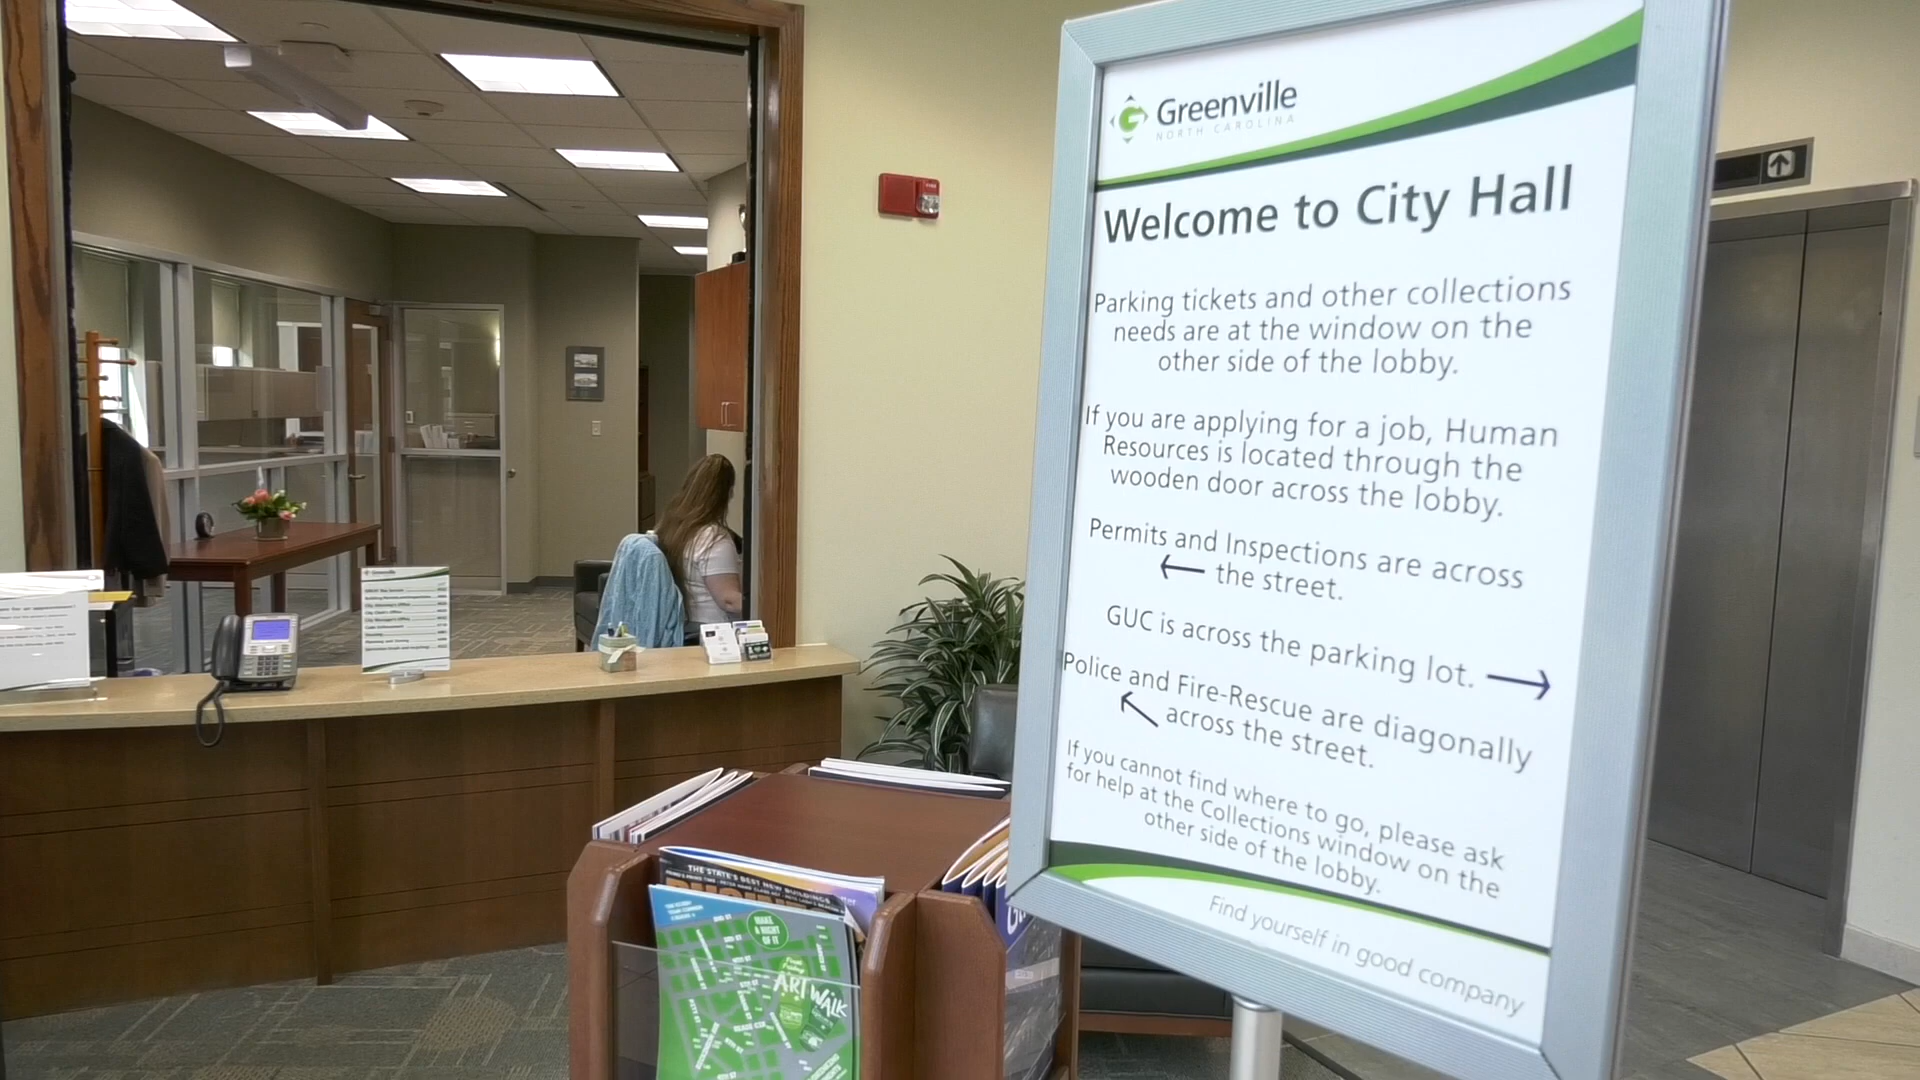 Greenville
NORTH CAROLINA
Welcome to City Hall
Parking tickets and other collections
needs are at the window on the
other side of the lobby.
If you are applying for a job, Human
Resources is located through the
wooden door across the lobby.
Permits and Inspections are across
← the street.
GUC is across the parking lot. →
Police and Fire-Rescue are diagonally
↖ across the street.
If you cannot find where to go, please ask
for help at the Collections window on the
other side of the lobby.
Find yourself in good company
Greenville
THE STATE'S BEST NEW BUILDINGS
MAKE
A NIGHT
OF IT
First
Friday
ART WALK